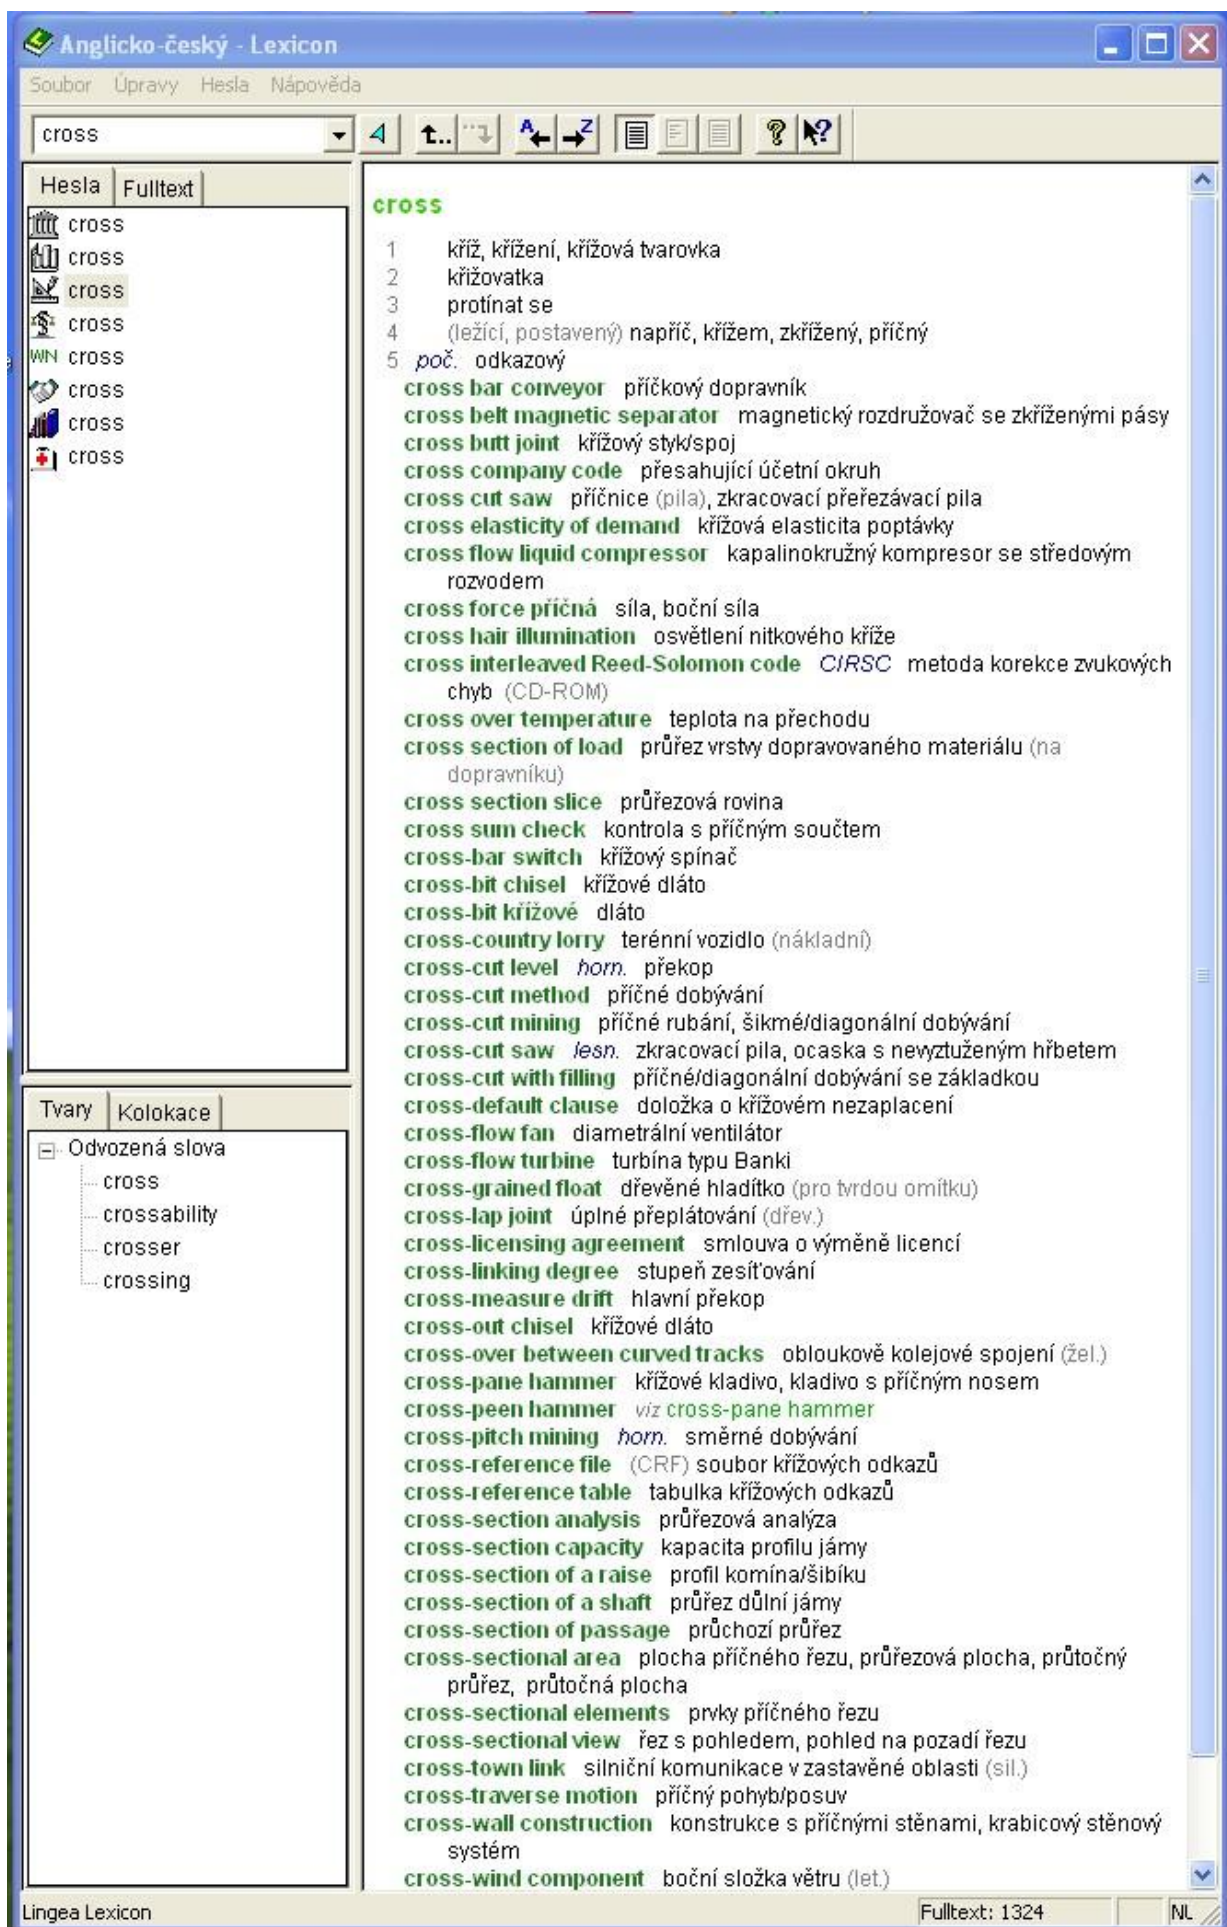 Anglicko-český - Lexicon
Soubor Úpravy Hesla Nápověda
cross
Hesla Fulltext
cross
cross
cross
cross
WN cross
cross
cross
cross
Tvary Kolokace
Odvozená slova
cross
crossability
crosser
crossing
cross
1 kříž, křížení, křížová tvarovka
2 křižovatka
3 protínat se
4 (ležící, postavený) napříč, křížem, zkřížený, příčný
5 poč. odkazový
cross bar conveyor příčkový dopravník
cross belt magnetic separator magnetický rozdružovač se zkříženými pásy
cross butt joint křížový styk/spoj
cross company code přesahující účetní okruh
cross cut saw příčnice (pila), zkracovací přeřezávací pila
cross elasticity of demand křížová elasticita poptávky
cross flow liquid compressor kapalinokružný kompresor se středovým
rozvodem
cross force příčná síla, boční síla
cross hair illumination osvětlení nitkového kříže
cross interleaved Reed-Solomon code CIRSC metoda korekce zvukových
chyb (CD-ROM)
cross over temperature teplota na přechodu
cross section of load průřez vrstvy dopravovaného materiálu (na
dopravníku)
cross section slice průřezová rovina
cross sum check kontrola s příčným součtem
cross-bar switch křížový spínač
cross-bit chisel křížové dláto
cross-bit křížové dláto
cross-country lorry terénní vozidlo (nákladní)
cross-cut level horn. překop
cross-cut method příčné dobývání
cross-cut mining příčné rubání, šikmé/diagonální dobývání
cross-cut saw lesn. zkracovací pila, ocaska s nevyztuženým hřbetem
cross-cut with filling příčné/diagonální dobývání se základkou
cross-default clause doložka o křížovém nezaplacení
cross-flow fan diametrální ventilátor
cross-flow turbine turbína typu Banki
cross-grained float dřevěné hladítko (pro tvrdou omítku)
cross-lap joint úplné přeplátování (dřev.)
cross-licensing agreement smlouva o výměně licencí
cross-linking degree stupeň zesíťování
cross-measure drift hlavní překop
cross-out chisel křížové dláto
cross-over between curved tracks obloukově kolejové spojení (žel.)
cross-pane hammer křížové kladivo, kladivo s příčným nosem
cross-peen hammer viz cross-pane hammer
cross-pitch mining horn. směrné dobývání
cross-reference file (CRF) soubor křížových odkazů
cross-reference table tabulka křížových odkazů
cross-section analysis průřezová analýza
cross-section capacity kapacita profilu jámy
cross-section of a raise profil komína/šibíku
cross-section of a shaft průřez důlní jámy
cross-section of passage průchozí průřez
cross-sectional area plocha příčného řezu, průřezová plocha, průtočný
průřez, průtočná plocha
cross-sectional elements prvky příčného řezu
cross-sectional view řez s pohledem, pohled na pozadí řezu
cross-town link silniční komunikace v zastavěné oblasti (sil.)
cross-traverse motion příčný pohyb/posuv
cross-wall construction konstrukce s příčnými stěnami, krabicový stěnový
systém
cross-wind component boční složka větru (let.)
Lingea Lexicon Fulltext: 1324 NL